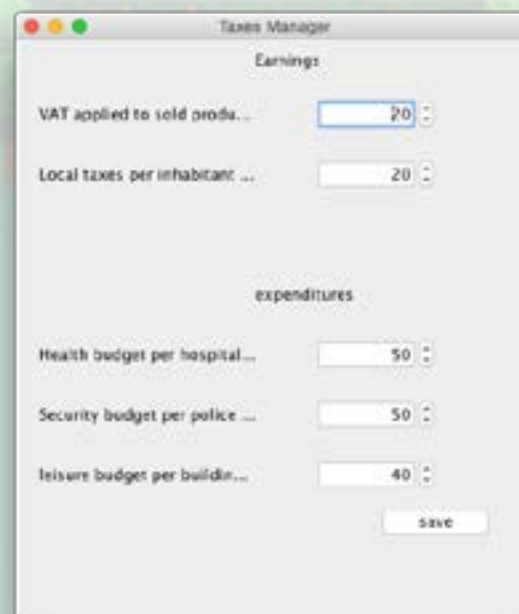 Taxes Manager
Earnings
VAT applied to sold produ... 20
Local taxes per inhabitant ... 20
expenditures
Health budget per hospital... 50
Security budget per police ... 50
leisure budget per buildin... 40
save